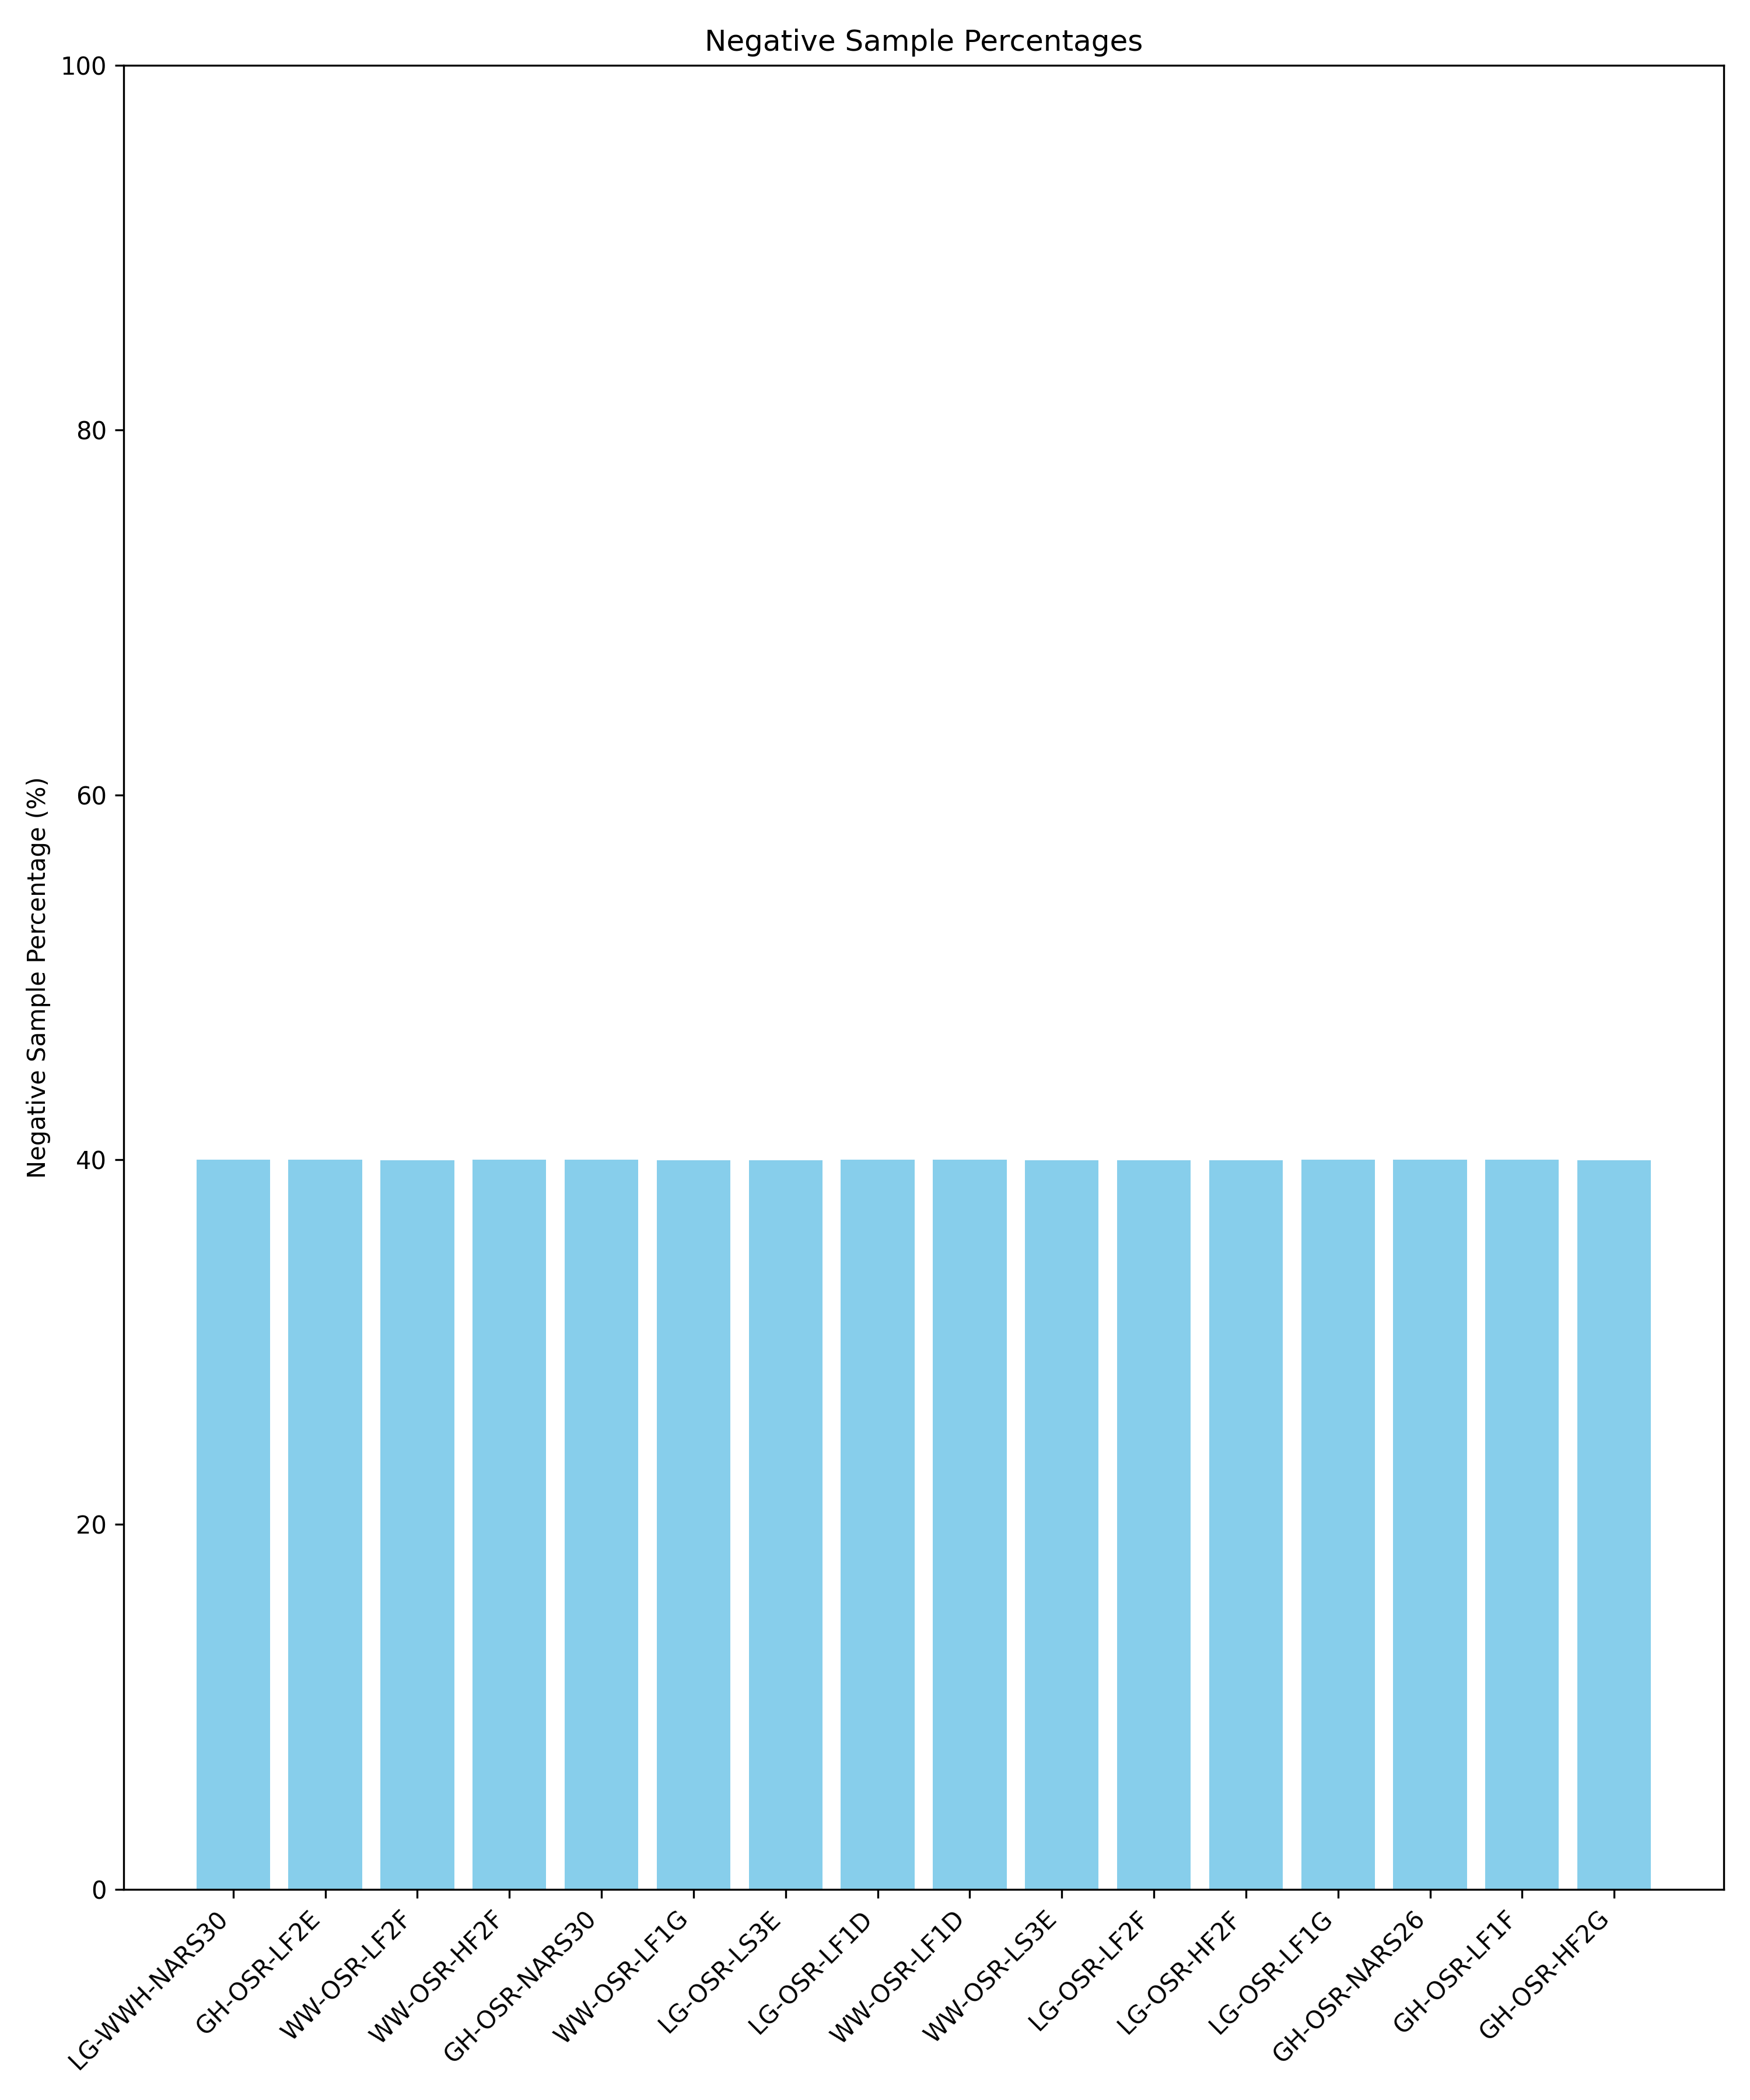 Negative Sample Percentages
Negative Sample Percentage (%)
100
80
60
40
20
0
LG-WWH-NARS30
GH-OSR-LF2E
WW-OSR-LF2F
WW-OSR-HF2F
GH-OSR-NARS30
WW-OSR-LF1G
LG-OSR-LS3E
LG-OSR-LF1D
WW-OSR-LF1D
WW-OSR-LS3E
LG-OSR-LF2F
LG-OSR-HF2F
LG-OSR-LF1G
GH-OSR-NARS26
GH-OSR-LF1F
GH-OSR-HF2G